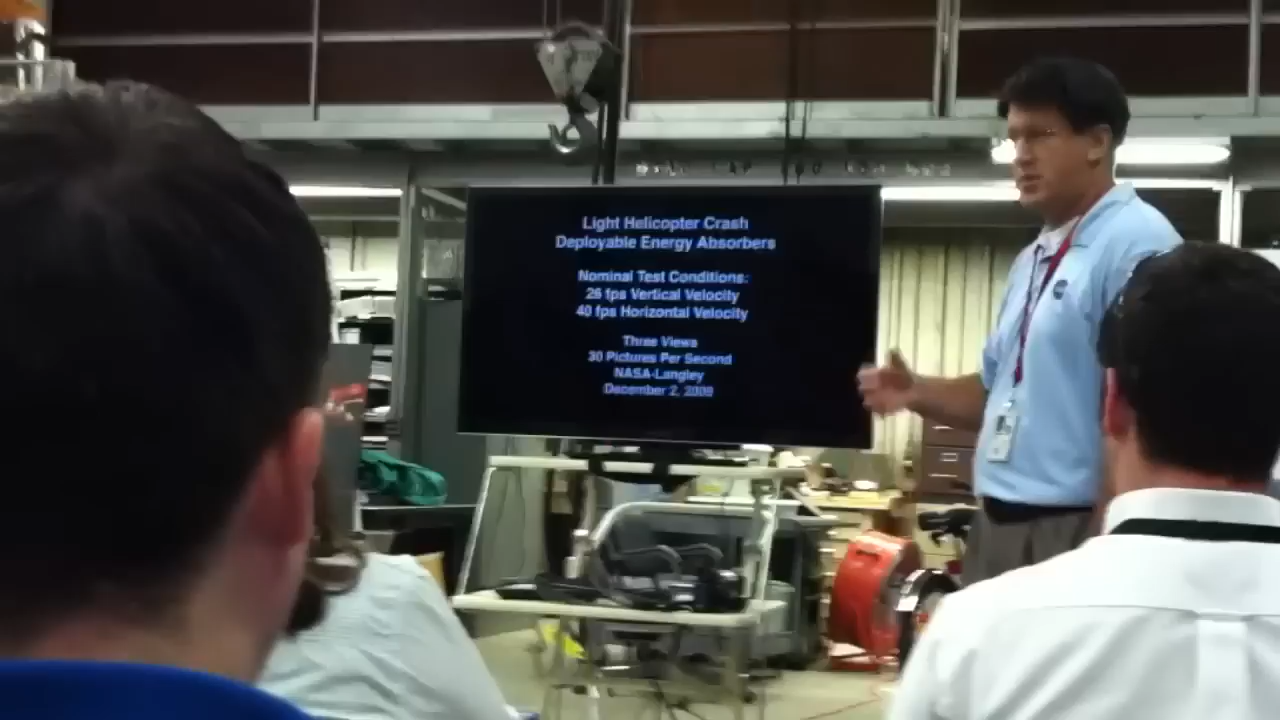 Light Helicopter Crash
Deployable Energy Absorbers
Nominal Test Conditions:
26 fps Vertical Velocity
40 fps Horizontal Velocity
Three Views
30 Pictures Per Second
NASA-Langley
December 2, 2009